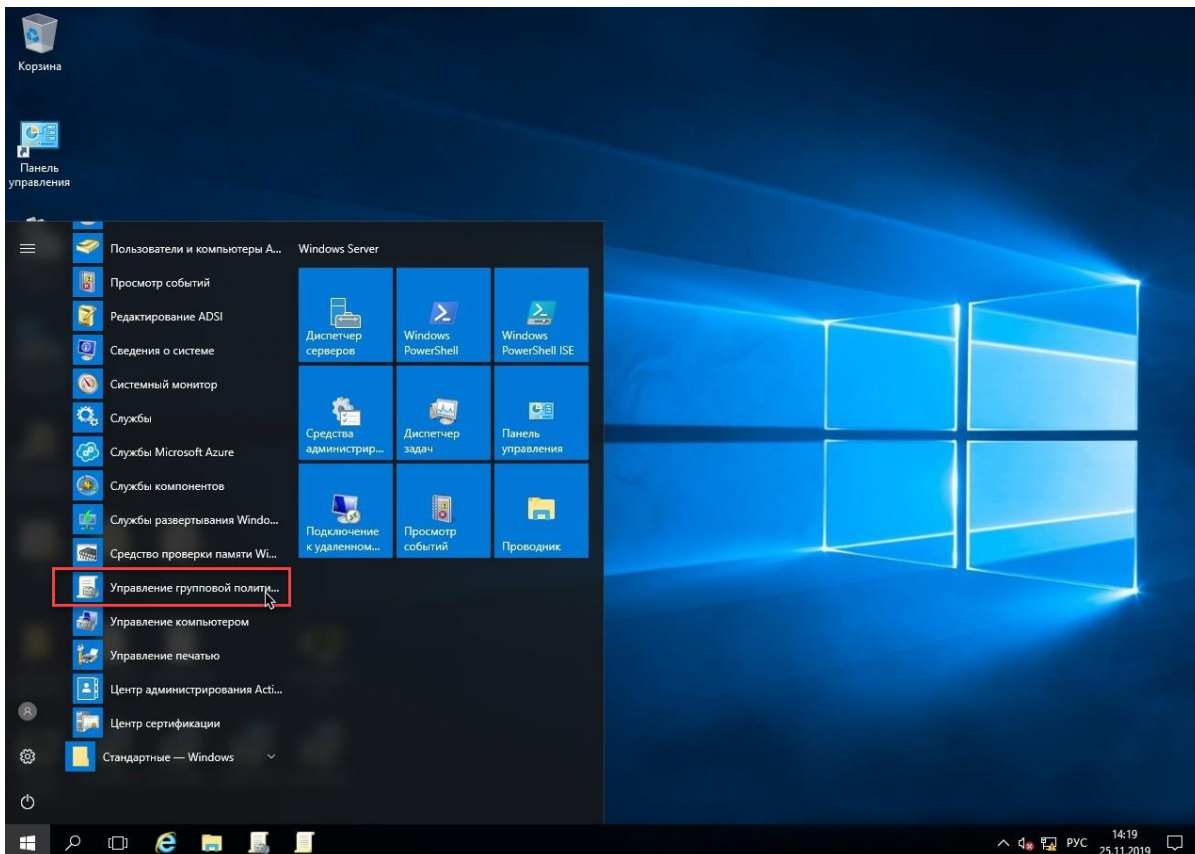 Корзина
Панель
управления
Пользователи и компьютеры A...
Просмотр событий
Редактирование ADSI
Сведения о системе
Системный монитор
Службы
Службы Microsoft Azure
Службы компонентов
Службы развертывания Windo...
Средство проверки памяти Wi...
Управление групповой полити...
Управление компьютером
Управление печатью
Центр администрирования Acti...
Центр сертификации
Стандартные — Windows
Windows Server
Диспетчер
серверов
Windows
PowerShell
Windows
PowerShell ISE
Средства
администрир...
Диспетчер
задач
Панель
управления
Подключение
к удаленном...
Просмотр
событий
Проводник
РУС
14:19
25.11.2019